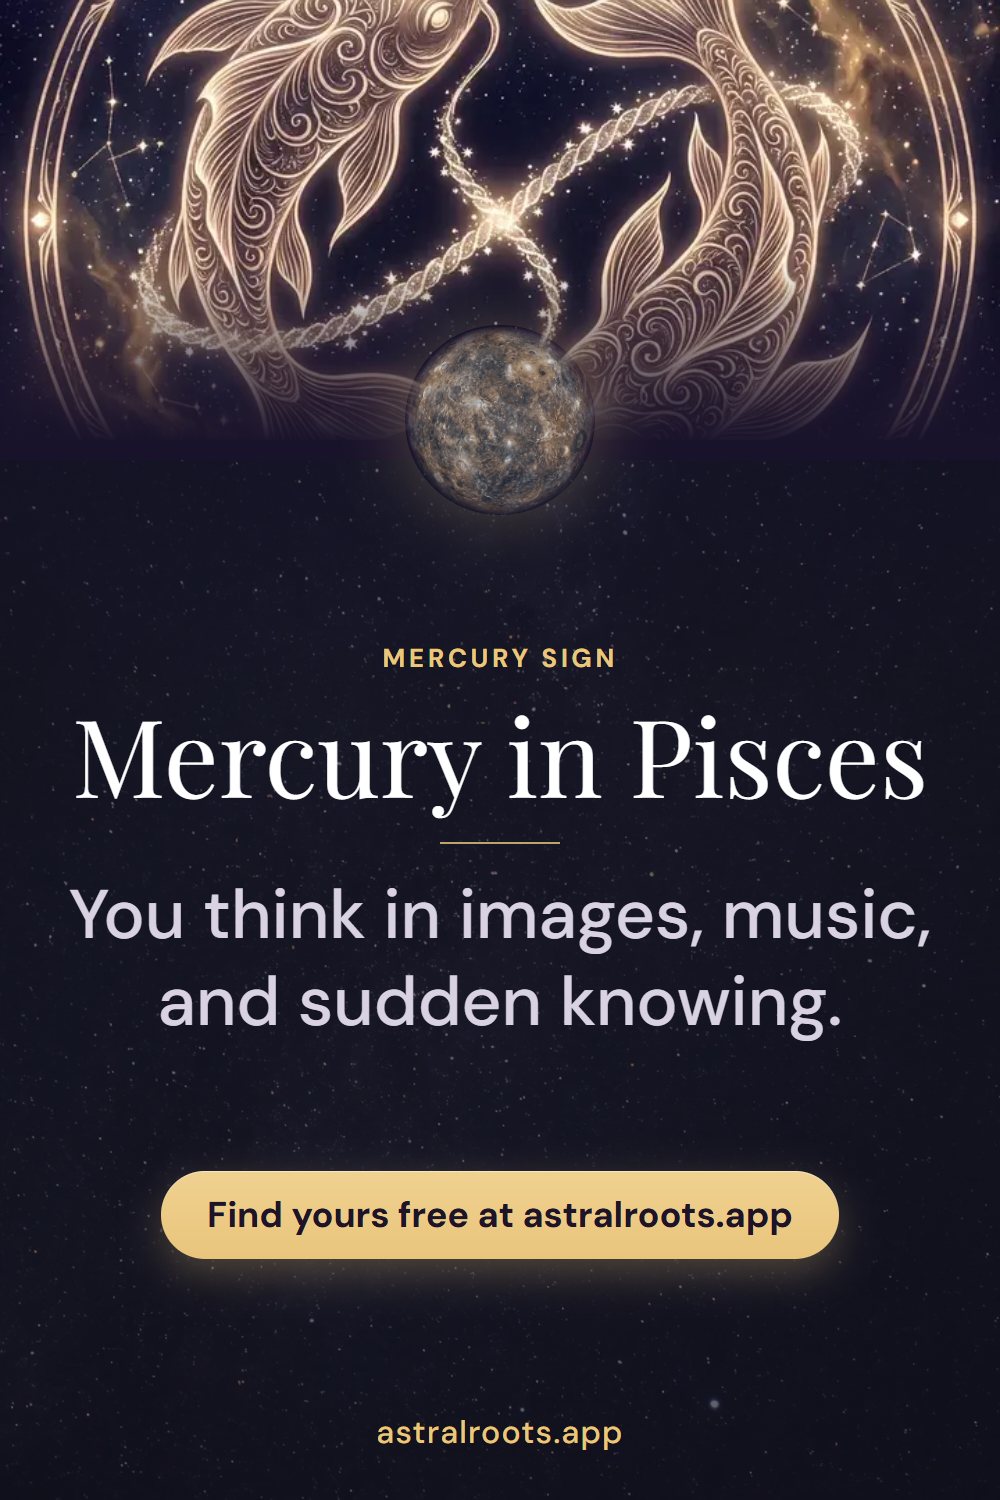 MERCURY SIGN
Mercury in Pisces
You think in images, music,
and sudden knowing.
Find yours free at astralroots.app
astralroots.app